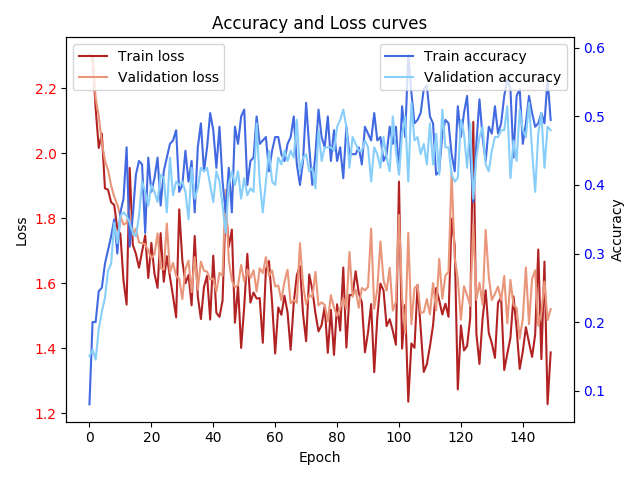 Accuracy and Loss curves
Train loss
Validation loss
Train accuracy
Validation accuracy
2.2
2.0
1.8
1.6
1.4
1.2
Loss
0.6
0.5
0.4
0.3
0.2
0.1
Accuracy
0 20 40 60 80 100 120 140
Epoch